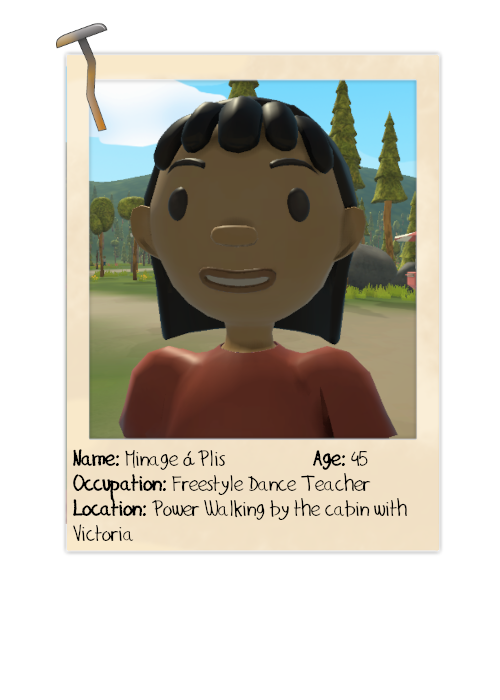 Name: Minage á Plis Age: 45
Occupation: Freestyle Dance Teacher
Location: Power Walking by the cabin with
Victoria